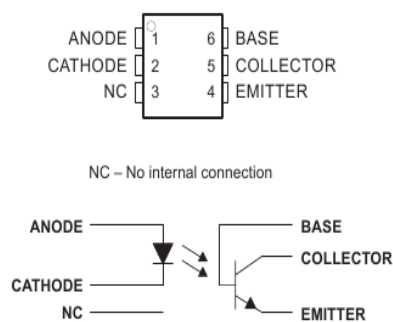 ANODE 1 6 BASE
CATHODE 2 5 COLLECTOR
NC 3 4 EMITTER
NC – No internal connection
ANODE BASE
COLLECTOR
CATHODE
NC EMITTER